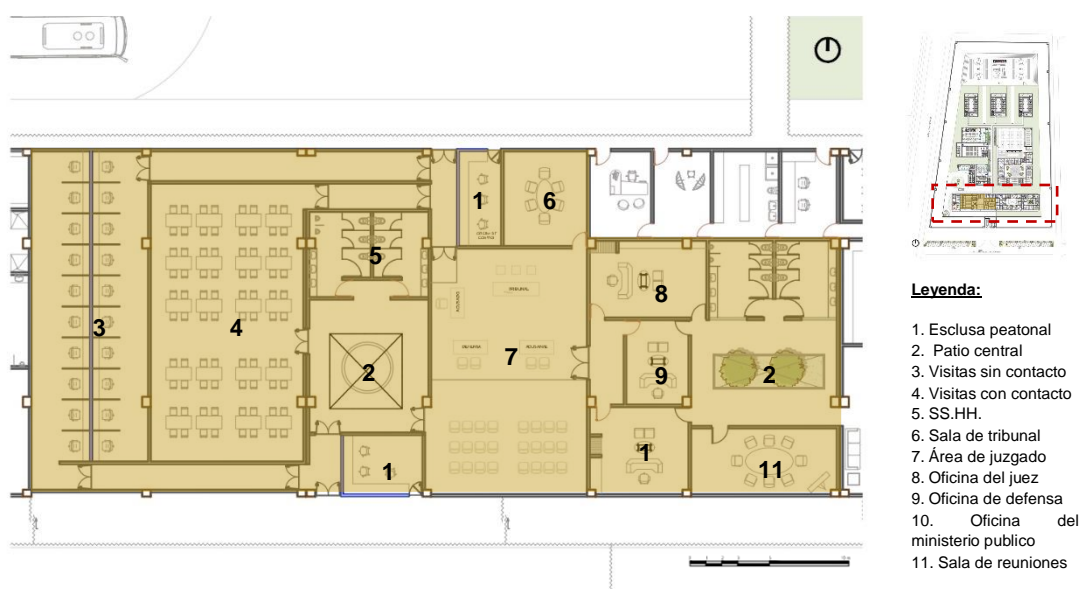 1
6
5
3
4
8
7
2
9
2
1
11
1
TRIBUNAL
JURADO
Leyenda:
1. Esclusa peatonal
2. Patio central
3. Visitas sin contacto
4. Visitas con contacto
5. SS.HH.
6. Sala de tribunal
7. Área de juzgado
8. Oficina del juez
9. Oficina de defensa
10. Oficina del
ministerio publico
11. Sala de reuniones